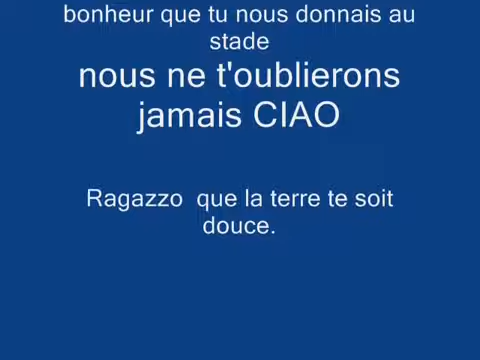 bonheur que tu nous donnais au
stade
nous ne t'oublierons
jamais CIAO
Ragazzo  que la terre te soit
douce.